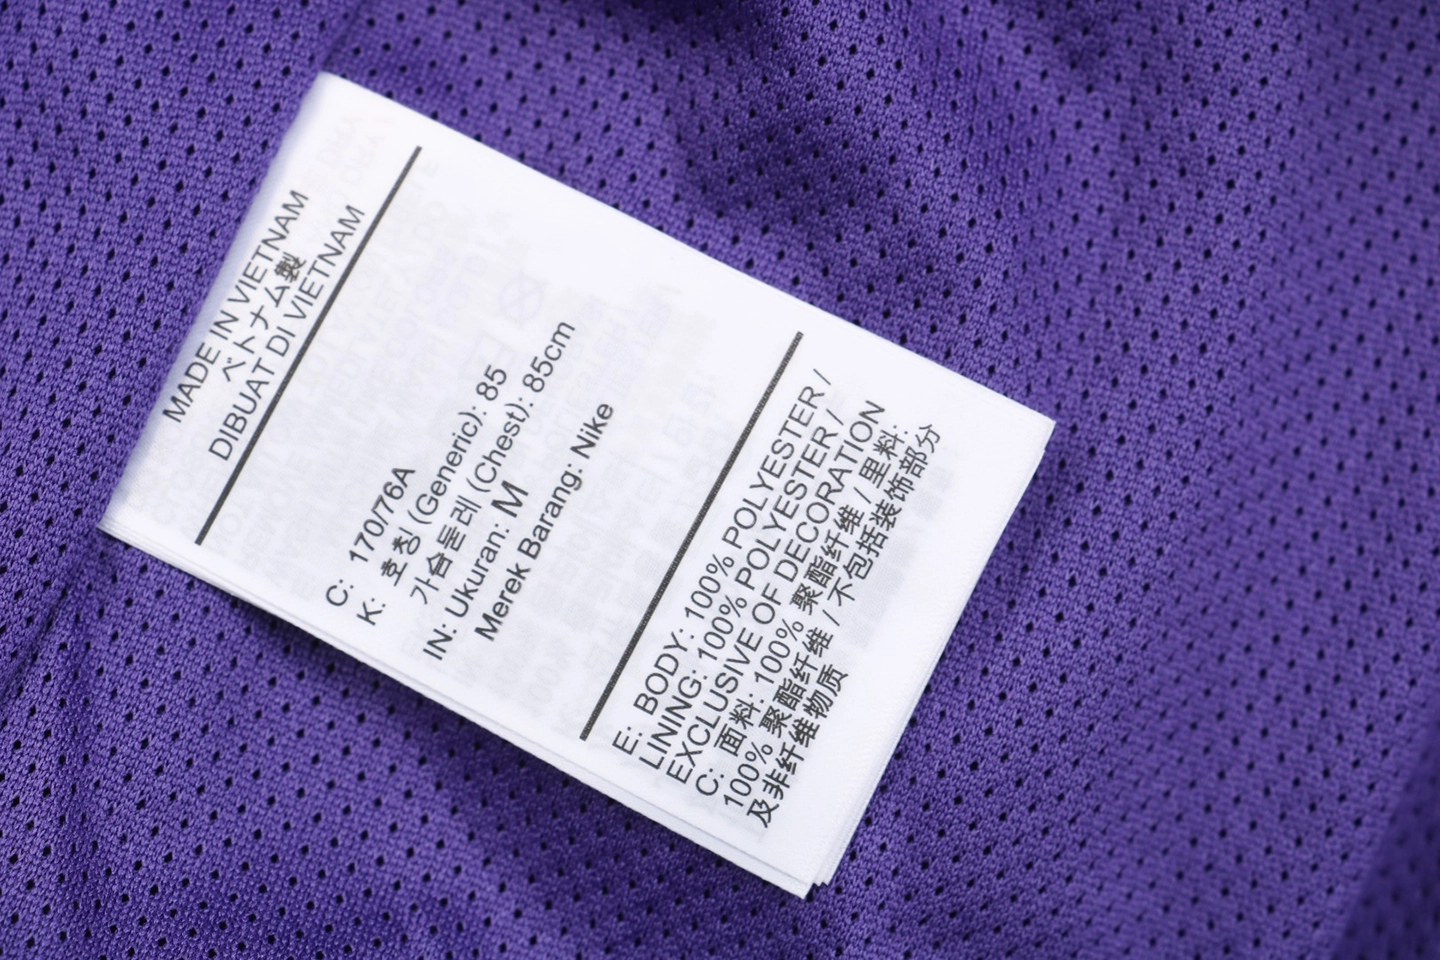 MADE IN VIETNAM
ベトナム製
DIBUAT DI VIETNAM
C: 170/76A
K: 호칭 (Generic): 85
가슴둘레 (Chest): 85cm
IN: Ukuran: M
Merek Barang: Nike
E: BODY: 100% POLYESTER /
LINING: 100% POLYESTER /
EXCLUSIVE OF DECORATION
C: 面料: 100% 聚酯纤维 / 里料:
100% 聚酯纤维 / 不包括装饰部分
及非纤维物质